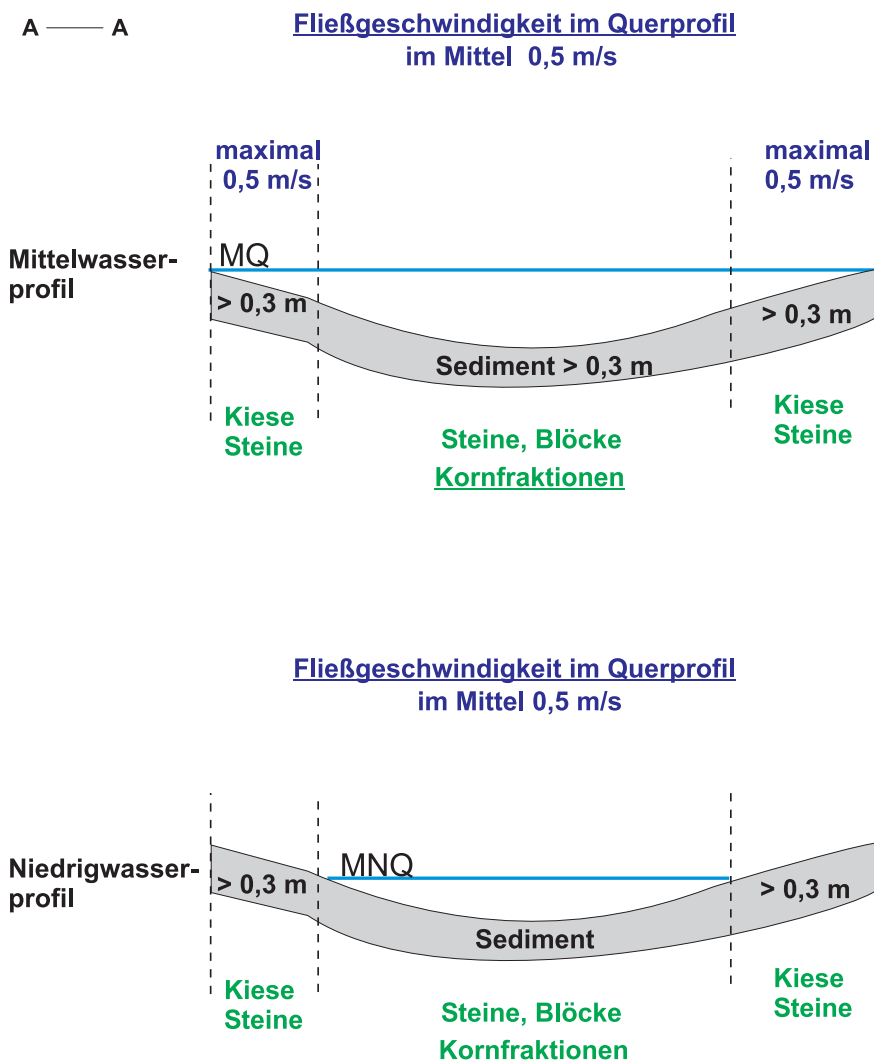 A A
Fließgeschwindigkeit im Querprofil
im Mittel 0,5 m/s
maximal
0,5 m/s
maximal
0,5 m/s
Mittelwasser-
profil
MQ
> 0,3 m
> 0,3 m
Sediment > 0,3 m
Kiese
Steine
Steine, Blöcke
Kornfraktionen
Kiese
Steine
Fließgeschwindigkeit im Querprofil
im Mittel 0,5 m/s
Niedrigwasser-
profil
MNQ
> 0,3 m
> 0,3 m
Sediment
Kiese
Steine
Steine, Blöcke
Kornfraktionen
Kiese
Steine